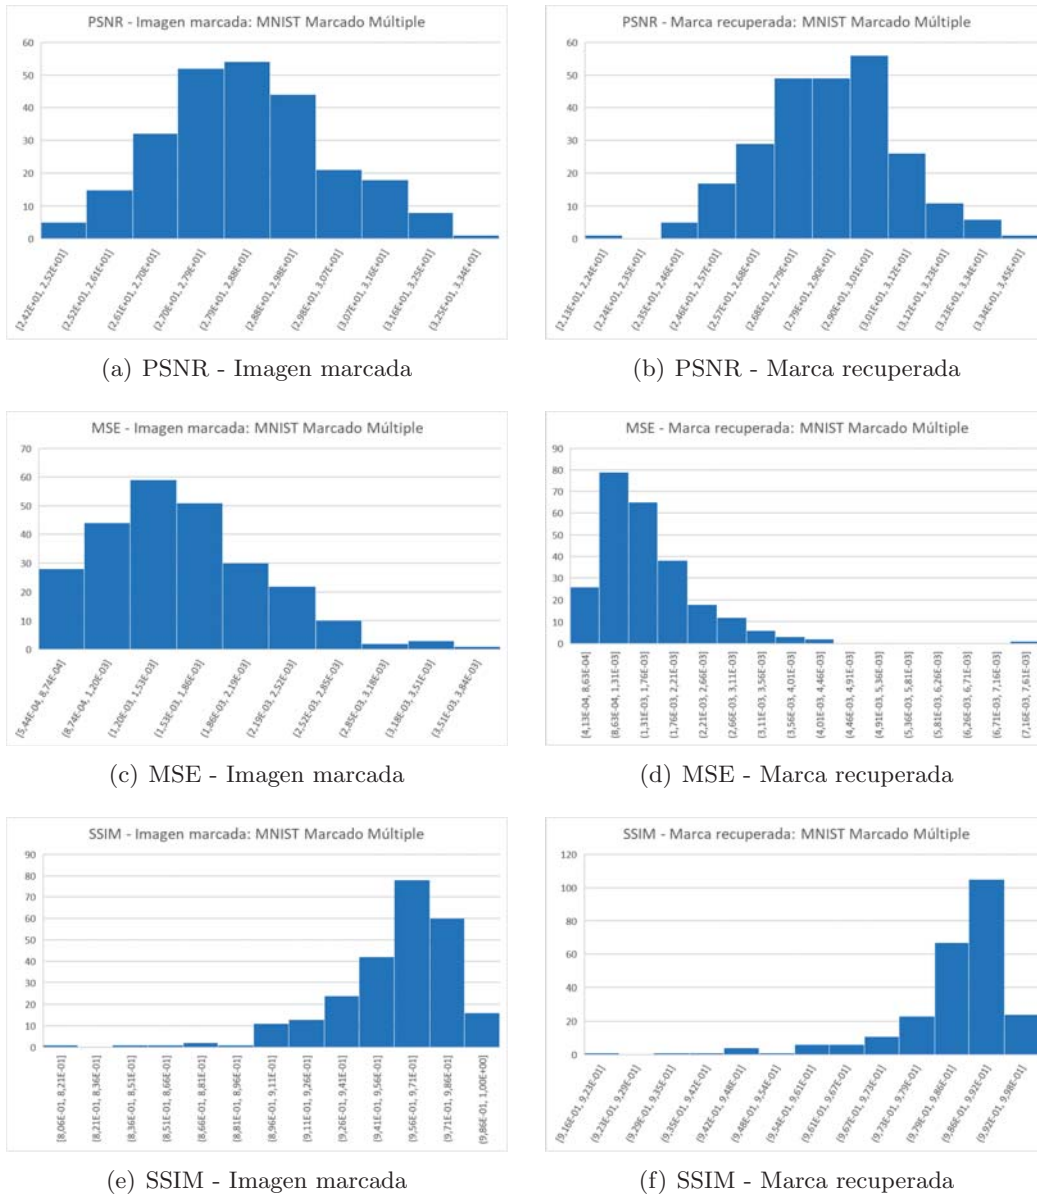 PSNR - Imagen marcada: MNIST Marcado Múltiple
60
50
40
30
20
10
0
[2,42E+01, 2,52E+01]
(2,52E+01, 2,61E+01]
(2,61E+01, 2,70E+01]
(2,70E+01, 2,79E+01]
(2,79E+01, 2,88E+01]
(2,88E+01, 2,98E+01]
(2,98E+01, 3,07E+01]
(3,07E+01, 3,16E+01]
(3,16E+01, 3,25E+01]
(3,25E+01, 3,34E+01]
(a) PSNR - Imagen marcada
PSNR - Marca recuperada: MNIST Marcado Múltiple
60
50
40
30
20
10
0
[2,13E+01, 2,24E+01]
(2,24E+01, 2,35E+01]
(2,35E+01, 2,46E+01]
(2,46E+01, 2,57E+01]
(2,57E+01, 2,68E+01]
(2,68E+01, 2,79E+01]
(2,79E+01, 2,90E+01]
(2,90E+01, 3,01E+01]
(3,01E+01, 3,12E+01]
(3,12E+01, 3,23E+01]
(3,23E+01, 3,34E+01]
(3,34E+01, 3,45E+01]
(b) PSNR - Marca recuperada
MSE - Imagen marcada: MNIST Marcado Múltiple
70
60
50
40
30
20
10
0
[5,44E-04, 8,74E-04]
(8,74E-04, 1,20E-03]
(1,20E-03, 1,53E-03]
(1,53E-03, 1,86E-03]
(1,86E-03, 2,19E-03]
(2,19E-03, 2,52E-03]
(2,52E-03, 2,85E-03]
(2,85E-03, 3,18E-03]
(3,18E-03, 3,51E-03]
(3,51E-03, 3,84E-03]
(c) MSE - Imagen marcada
MSE - Marca recuperada: MNIST Marcado Múltiple
90
80
70
60
50
40
30
20
10
0
[4,13E-04, 8,63E-04]
(8,63E-04, 1,31E-03]
(1,31E-03, 1,76E-03]
(1,76E-03, 2,21E-03]
(2,21E-03, 2,66E-03]
(2,66E-03, 3,11E-03]
(3,11E-03, 3,56E-03]
(3,56E-03, 4,01E-03]
(4,01E-03, 4,46E-03]
(4,46E-03, 4,91E-03]
(4,91E-03, 5,36E-03]
(5,36E-03, 5,81E-03]
(5,81E-03, 6,26E-03]
(6,26E-03, 6,71E-03]
(6,71E-03, 7,16E-03]
(7,16E-03, 7,61E-03]
(d) MSE - Marca recuperada
SSIM - Imagen marcada: MNIST Marcado Múltiple
90
80
70
60
50
40
30
20
10
0
[8,06E-01, 8,21E-01]
(8,21E-01, 8,36E-01]
(8,36E-01, 8,51E-01]
(8,51E-01, 8,66E-01]
(8,66E-01, 8,81E-01]
(8,81E-01, 8,96E-01]
(8,96E-01, 9,11E-01]
(9,11E-01, 9,26E-01]
(9,26E-01, 9,41E-01]
(9,41E-01, 9,56E-01]
(9,56E-01, 9,71E-01]
(9,71E-01, 9,86E-01]
(9,86E-01, 1,00E+00]
(e) SSIM - Imagen marcada
SSIM - Marca recuperada: MNIST Marcado Múltiple
120
100
80
60
40
20
0
[9,16E-01, 9,23E-01]
(9,23E-01, 9,29E-01]
(9,29E-01, 9,35E-01]
(9,35E-01, 9,42E-01]
(9,42E-01, 9,48E-01]
(9,48E-01, 9,54E-01]
(9,54E-01, 9,61E-01]
(9,61E-01, 9,67E-01]
(9,67E-01, 9,73E-01]
(9,73E-01, 9,79E-01]
(9,79E-01, 9,86E-01]
(9,86E-01, 9,92E-01]
(9,92E-01, 9,98E-01]
(f) SSIM - Marca recuperada